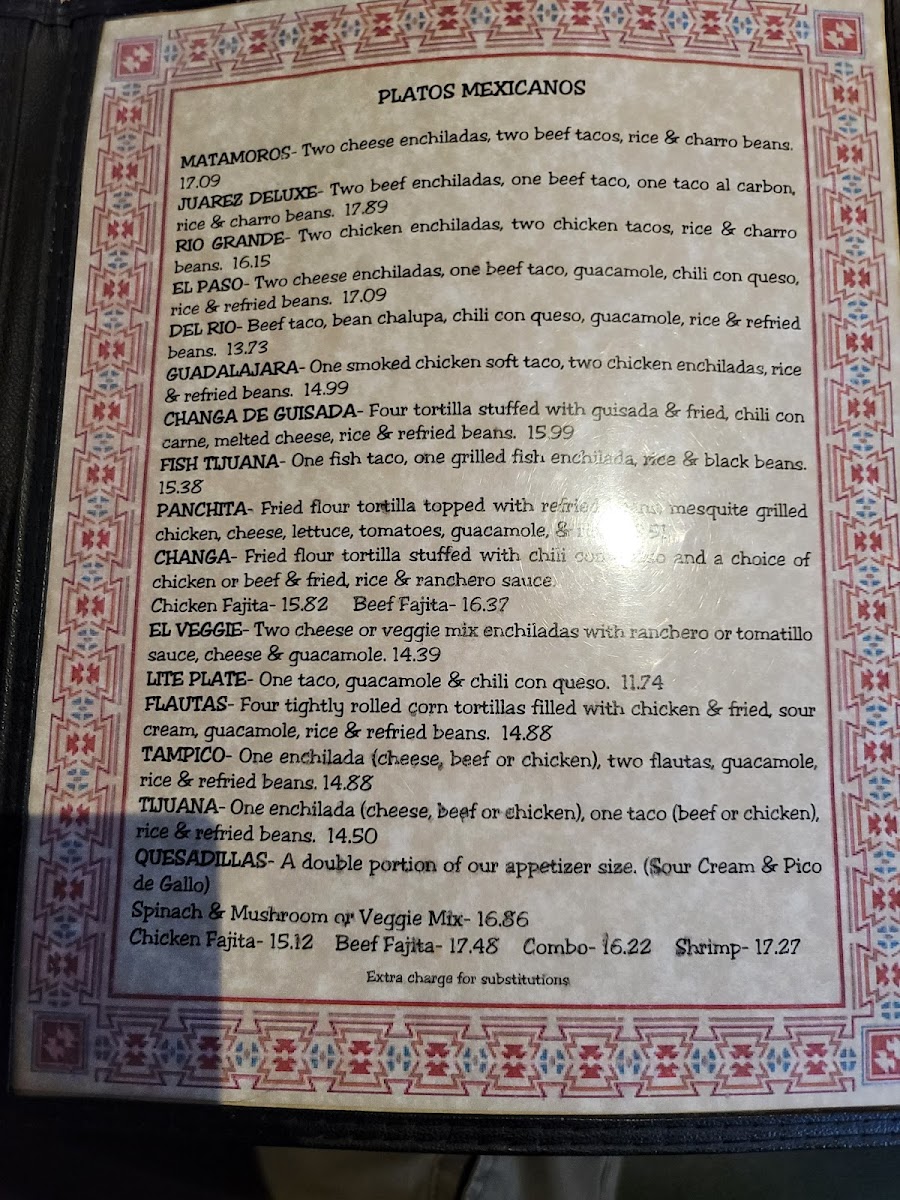 PLATOS MEXICANOS
MATAMOROS- Two cheese enchiladas, two beef tacos, rice & charro beans.
17.09
JUAREZ DELUXE- Two beef enchiladas, one beef taco, one taco al carbon,
rice & charro beans. 17.89
RIO GRANDE- Two chicken enchiladas, two chicken tacos, rice & charro
beans. 16.15
EL PASO- Two cheese enchiladas, one beef taco, guacamole, chili con queso,
rice & refried beans. 17.09
DEL RIO- Beef taco, bean chalupa, chili con queso, guacamole, rice & refried
beans. 13.73
GUADALAJARA- One smoked chicken soft taco, two chicken enchiladas, rice
& refried beans. 14.99
CHANGA DE GUISADA- Four tortilla stuffed with guisada & fried, chili con
carne, melted cheese, rice & refried beans. 15.99
FISH TIJUANA- One fish taco, one grilled fish enchilada, rice & black beans.
15.38
PANCHITA- Fried flour tortilla topped with refried mesquite grilled
chicken, cheese, lettuce, tomatoes, guacamole, &
CHANGA- Fried flour tortilla stuffed with chili and a choice of
chicken or beef & fried, rice & ranchero sauce.
Chicken Fajita- 15.82 Beef Fajita- 16.37
EL VEGGIE- Two cheese or veggie mix enchiladas with ranchero or tomatillo
sauce, cheese & guacamole. 14.39
LITE PLATE- One taco, guacamole & chili con queso. 11.74
FLAUTAS- Four tightly rolled corn tortillas filled with chicken & fried, sour
cream, guacamole, rice & refried beans. 14.88
TAMPICO- One enchilada (cheese, beef or chicken), two flautas, guacamole,
rice & refried beans. 14.88
TIJUANA- One enchilada (cheese, beef or chicken), one taco (beef or chicken),
rice & refried beans. 14.50
QUESADILLAS- A double portion of our appetizer size. (Sour Cream & Pico
de Gallo)
Spinach & Mushroom or Veggie Mix- 16.86
Chicken Fajita- 15.12 Beef Fajita- 17.48 Combo- 16.22 Shrimp- 17.27
Extra charge for substitutions